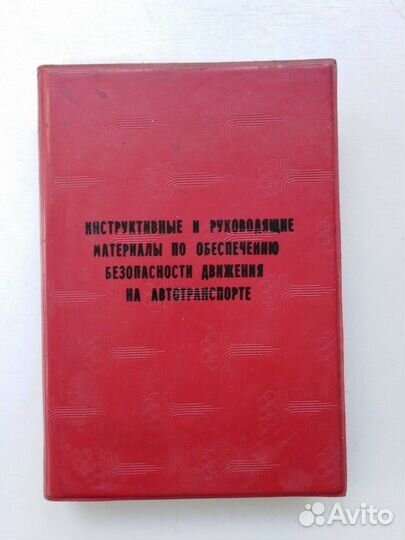 ИНСТРУКТИВНЫЕ И РУКОВОДЯЩИЕ
МАТЕРИАЛЫ ПО ОБЕСПЕЧЕНИЮ
БЕЗОПАСНОСТИ ДВИЖЕНИЯ
НА АВТОТРАНСПОРТЕ
Avito